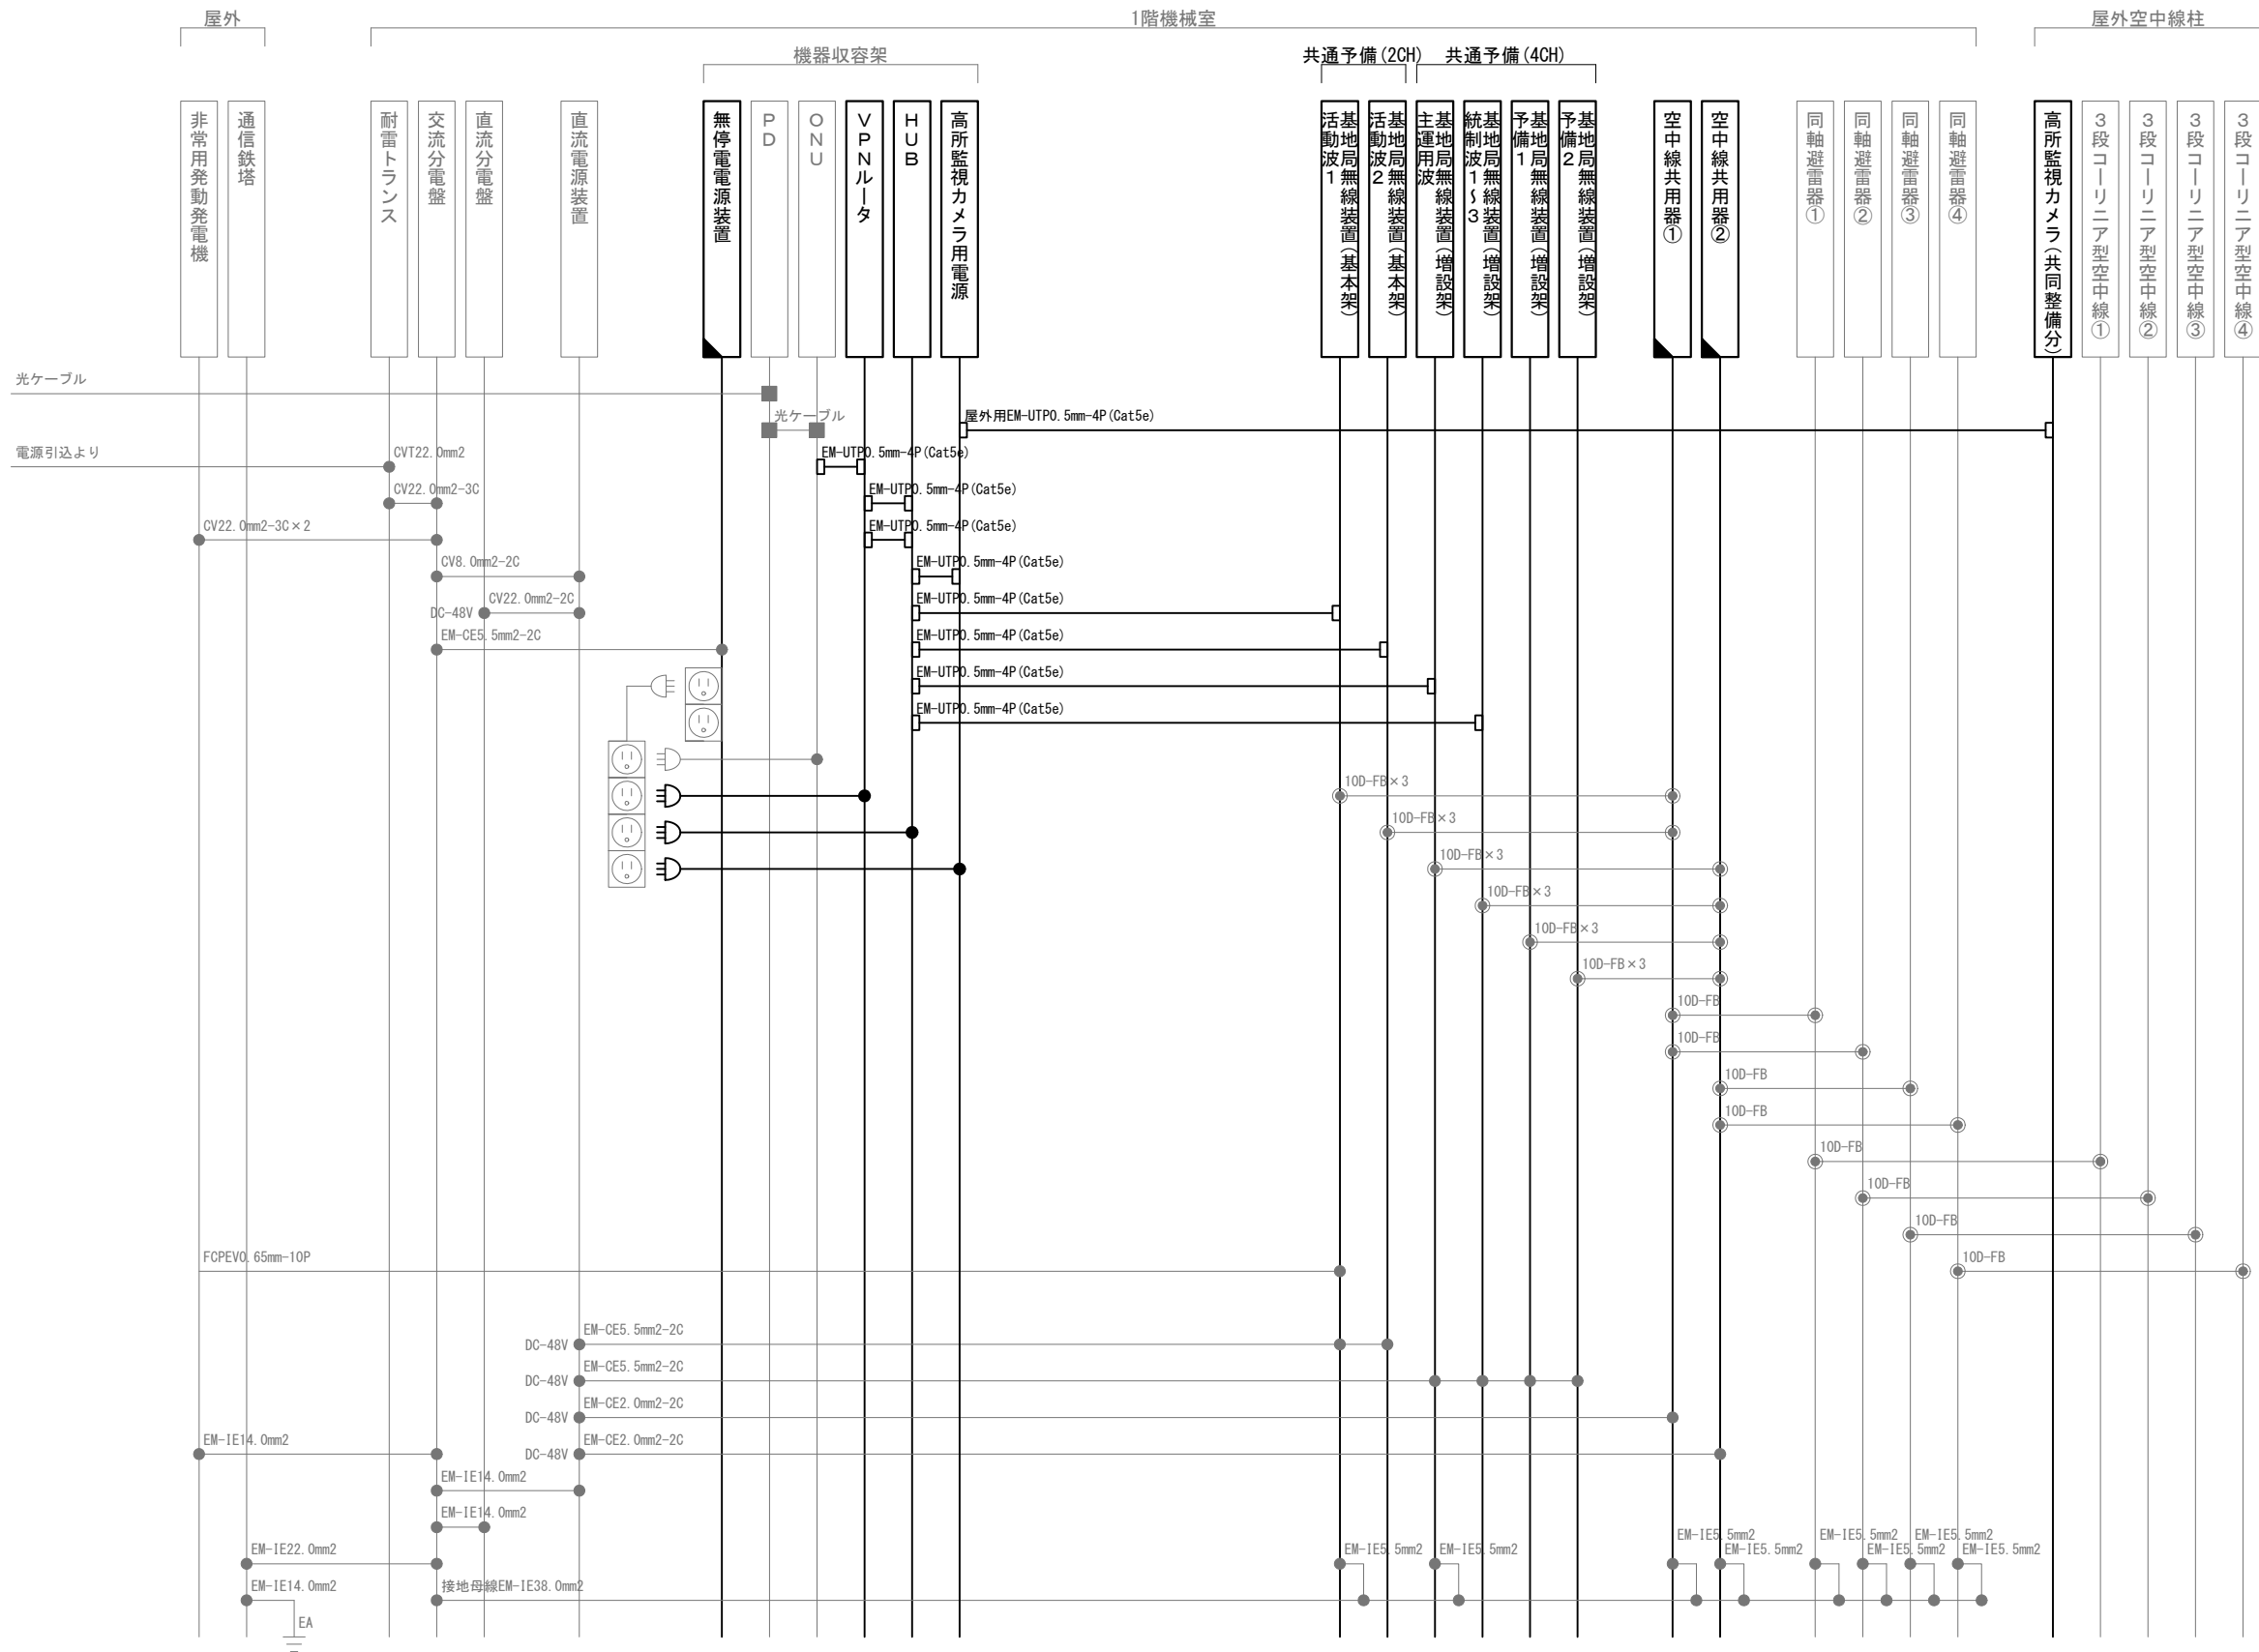 屋外
1階機械室
屋外空中線柱
機器収容架
共通予備(2CH)
共通予備(4CH)
非常用発動発電機
通信鉄塔
耐雷トランス
交流分電盤
直流分電盤
直流電源装置
無停電電源装置
PD
ONU
VPNルータ
HUB
高所監視カメラ用電源
基地局無線装置(基本架)
活動波1
基地局無線装置(基本架)
活動波2
基地局無線装置(増設架)
主運用波
基地局無線装置(増設架)
統制波1~3
基地局無線装置(増設架)
予備1
基地局無線装置(増設架)
予備2
空中線共用器①
空中線共用器②
同軸避雷器①
同軸避雷器②
同軸避雷器③
同軸避雷器④
高所監視カメラ(共同整備分)
3段コーリニア型空中線①
3段コーリニア型空中線②
3段コーリニア型空中線③
3段コーリニア型空中線④
光ケーブル
光ケーブル
屋外用EM-UTP0.5mm-4P(Cat5e)
電源引込より
CVT22.0mm2
EM-UTP0.5mm-4P(Cat5e)
CV22.0mm2-3C
EM-UTP0.5mm-4P(Cat5e)
CV22.0mm2-3C×2
EM-UTP0.5mm-4P(Cat5e)
CV8.0mm2-2C
EM-UTP0.5mm-4P(Cat5e)
DC-48V
CV22.0mm2-2C
EM-UTP0.5mm-4P(Cat5e)
EM-CE5.5mm2-2C
EM-UTP0.5mm-4P(Cat5e)
EM-UTP0.5mm-4P(Cat5e)
EM-UTP0.5mm-4P(Cat5e)
10D-FB×3
10D-FB×3
10D-FB×3
10D-FB×3
10D-FB×3
10D-FB×3
10D-FB
10D-FB
10D-FB
10D-FB
10D-FB
10D-FB
10D-FB
FCPEV0.65mm-10P
10D-FB
DC-48V
EM-CE5.5mm2-2C
DC-48V
EM-CE5.5mm2-2C
DC-48V
EM-CE2.0mm2-2C
EM-IE14.0mm2
DC-48V
EM-CE2.0mm2-2C
EM-IE14.0mm2
EM-IE14.0mm2
EM-IE22.0mm2
EM-IE5.5mm2
EM-IE5.5mm2
EM-IE5.5mm2
EM-IE5.5mm2
EM-IE5.5mm2
EM-IE5.5mm2
EM-IE5.5mm2
EM-IE5.5mm2
EM-IE14.0mm2
接地母線EM-IE38.0mm2
EA